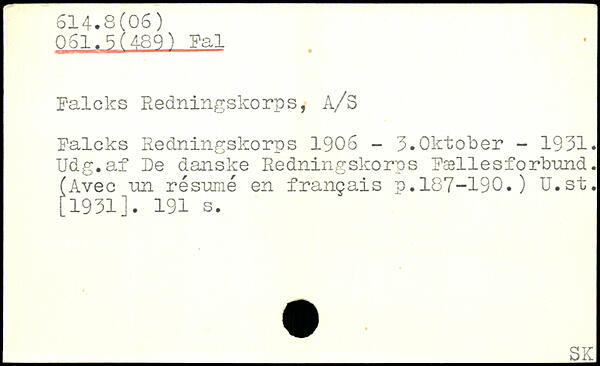 614.8(06)
061.5(489) Fal
Falcks Redningskorps, A/S
Falcks Redningskorps 1906 - 3.Oktober - 1931.
Udg.af De danske Redningskorps Fællesforbund.
(Avec un résumé en français p.187-190.) U.st.
[1931]. 191 s.
SK